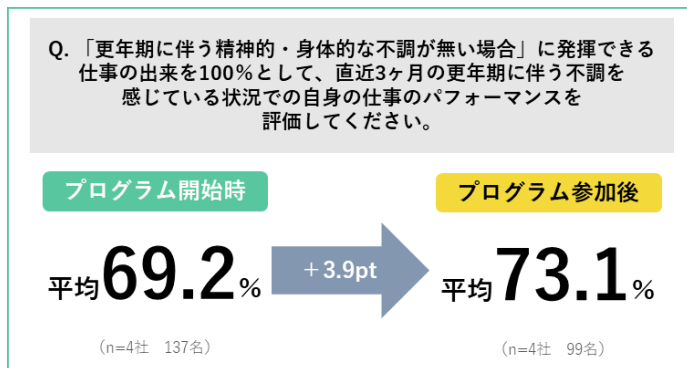 Q. 「更年期に伴う精神的・身体的な不調が無い場合」に発揮できる
仕事の出来を100%として、直近3ヶ月の更年期に伴う不調を
感じている状況での自身の仕事のパフォーマンスを
評価してください。
プログラム開始時
プログラム参加後
平均69.2%
+3.9pt
平均73.1%
（n=4社　137名）
（n=4社　99名）